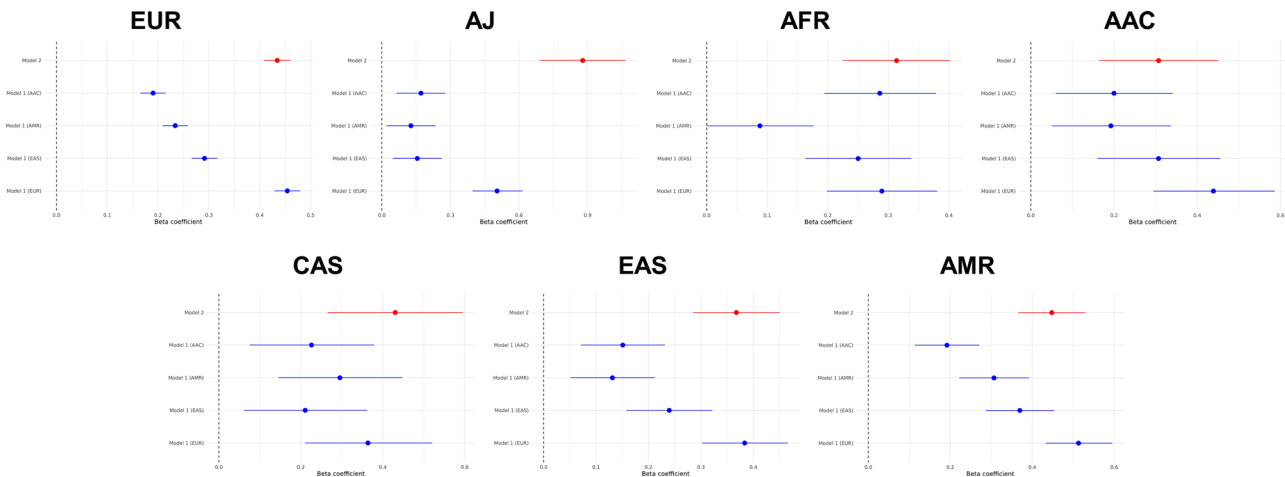 EUR
Model 2
Model 1 (AAC)
Model 1 (AMR)
Model 1 (EAS)
Model 1 (EUR)
0.0 0.1 0.2 0.3 0.4 0.5
Beta coefficient
AJ
Model 2
Model 1 (AAC)
Model 1 (AMR)
Model 1 (EAS)
Model 1 (EUR)
0.0 0.3 0.6 0.9
Beta coefficient
AFR
Model 2
Model 1 (AAC)
Model 1 (AMR)
Model 1 (EAS)
Model 1 (EUR)
0.0 0.1 0.2 0.3 0.4
Beta coefficient
AAC
Model 2
Model 1 (AAC)
Model 1 (AMR)
Model 1 (EAS)
Model 1 (EUR)
0.0 0.2 0.4 0.6
Beta coefficient
CAS
Model 2
Model 1 (AAC)
Model 1 (AMR)
Model 1 (EAS)
Model 1 (EUR)
0.0 0.2 0.4 0.6
Beta coefficient
EAS
Model 2
Model 1 (AAC)
Model 1 (AMR)
Model 1 (EAS)
Model 1 (EUR)
0.0 0.1 0.2 0.3 0.4
Beta coefficient
AMR
Model 2
Model 1 (AAC)
Model 1 (AMR)
Model 1 (EAS)
Model 1 (EUR)
0.0 0.2 0.4 0.6
Beta coefficient